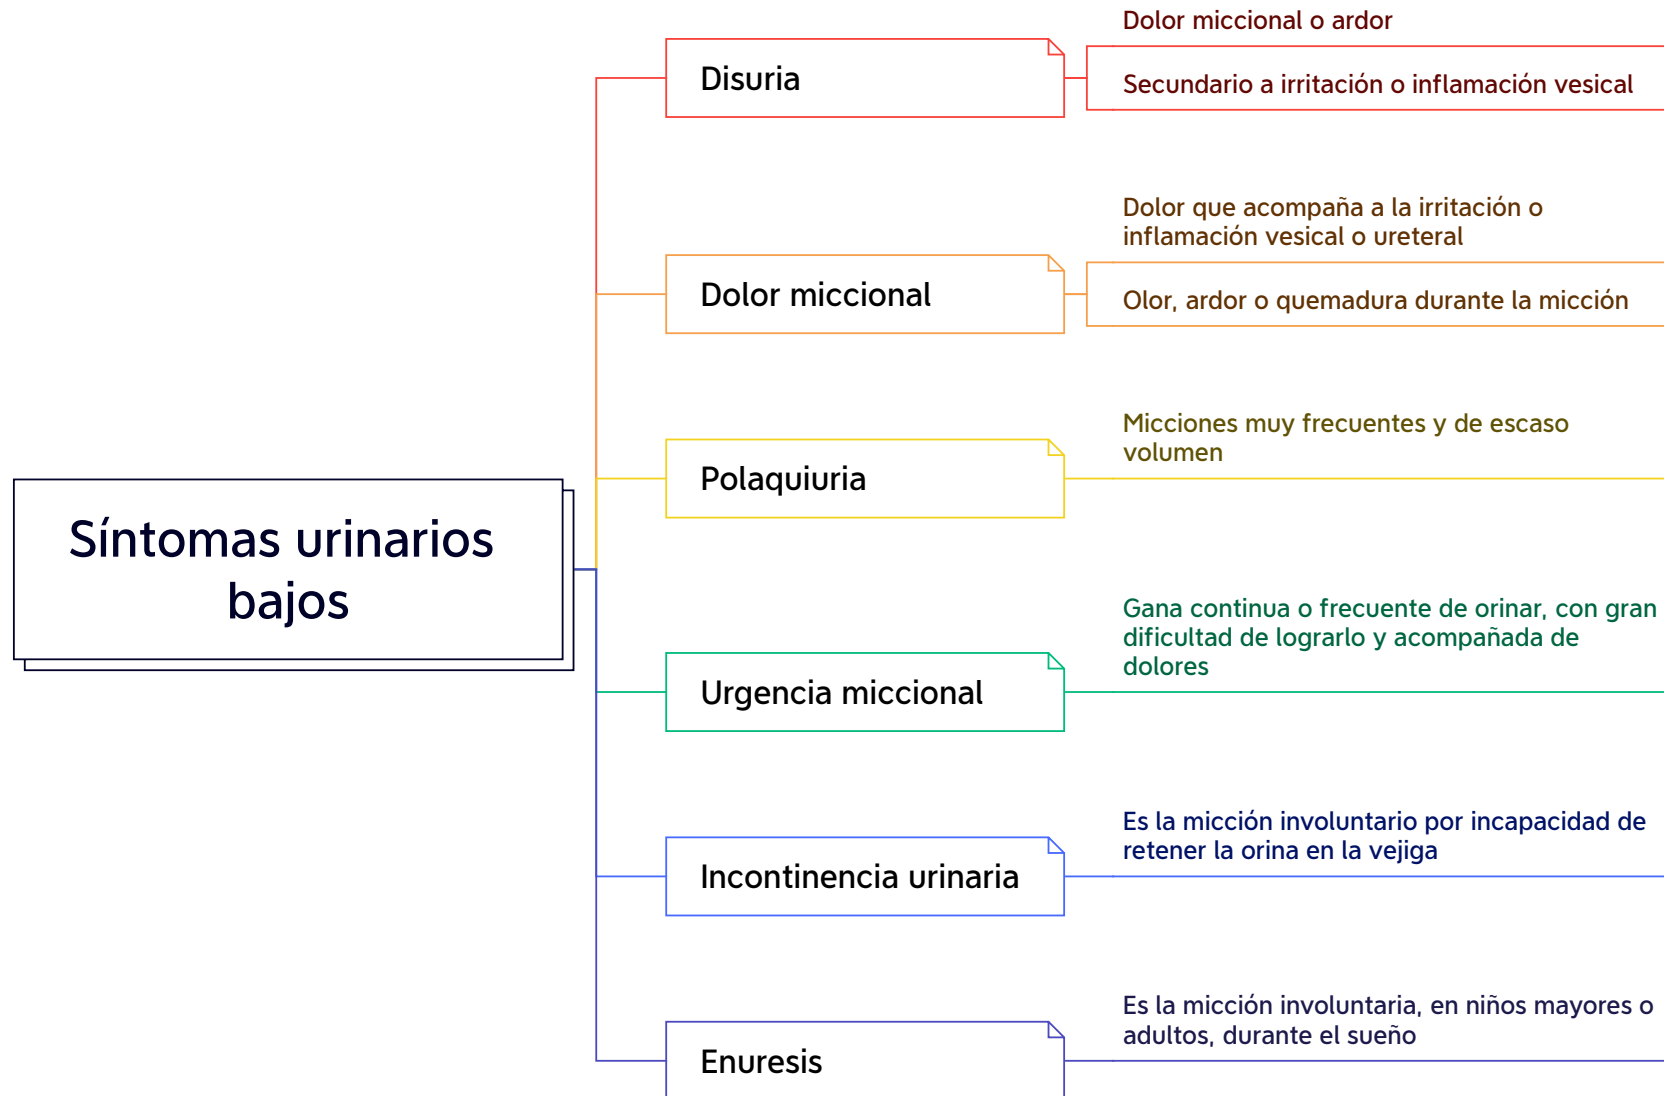 Síntomas urinarios
bajos
Disuria
Dolor miccional o ardor
Secundario a irritación o inflamación vesical
Dolor miccional
Dolor que acompaña a la irritación o
inflamación vesical o ureteral
Olor, ardor o quemadura durante la micción
Polaquiuria
Micciones muy frecuentes y de escaso
volumen
Urgencia miccional
Gana continua o frecuente de orinar, con gran
dificultad de lograrlo y acompañada de
dolores
Incontinencia urinaria
Es la micción involuntario por incapacidad de
retener la orina en la vejiga
Enuresis
Es la micción involuntaria, en niños mayores o
adultos, durante el sueño